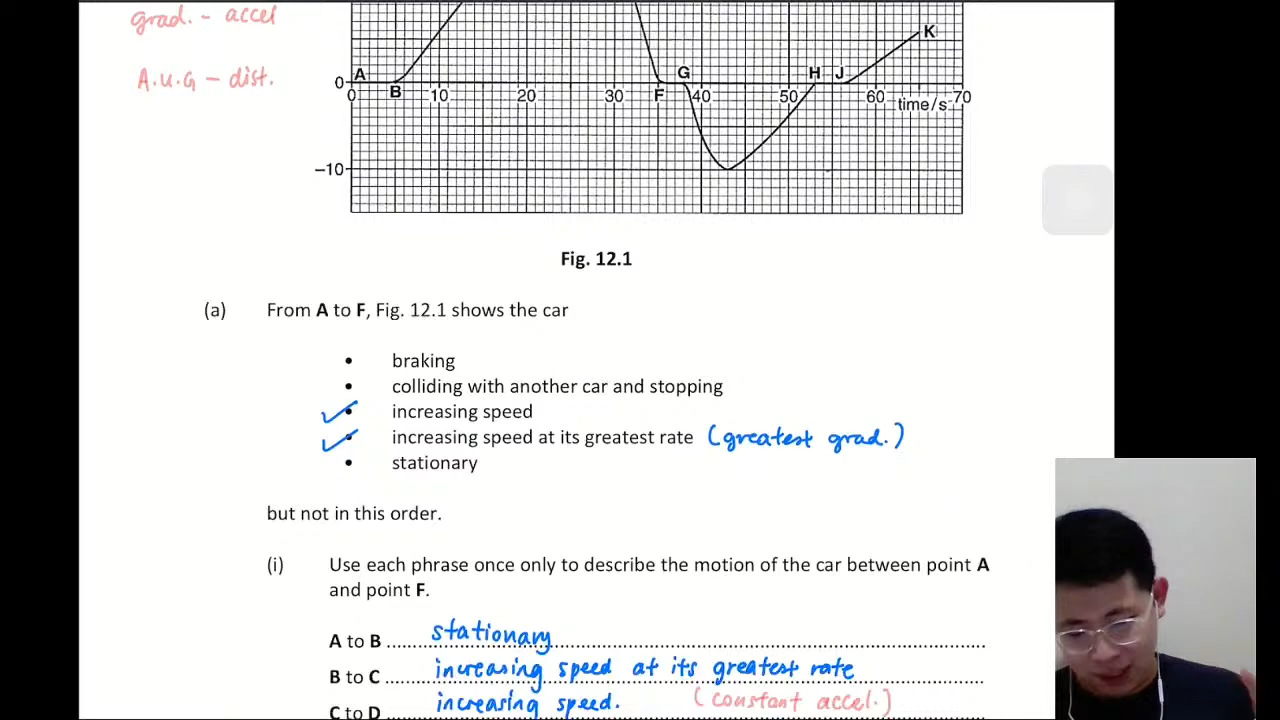 grad. - accel
A.u.G - dist.
0
A
B
G
H
J
K
0
10
20
30
F
40
50
60
time/s
70
-10
Fig. 12.1
(a) From A to F, Fig. 12.1 shows the car
• braking
• colliding with another car and stopping
• increasing speed
• increasing speed at its greatest rate (greatest grad.)
• stationary
but not in this order.
(i) Use each phrase once only to describe the motion of the car between point A
and point F.
A to B stationary
B to C increasing speed at its greatest rate
C to D increasing speed. (constant accel.)